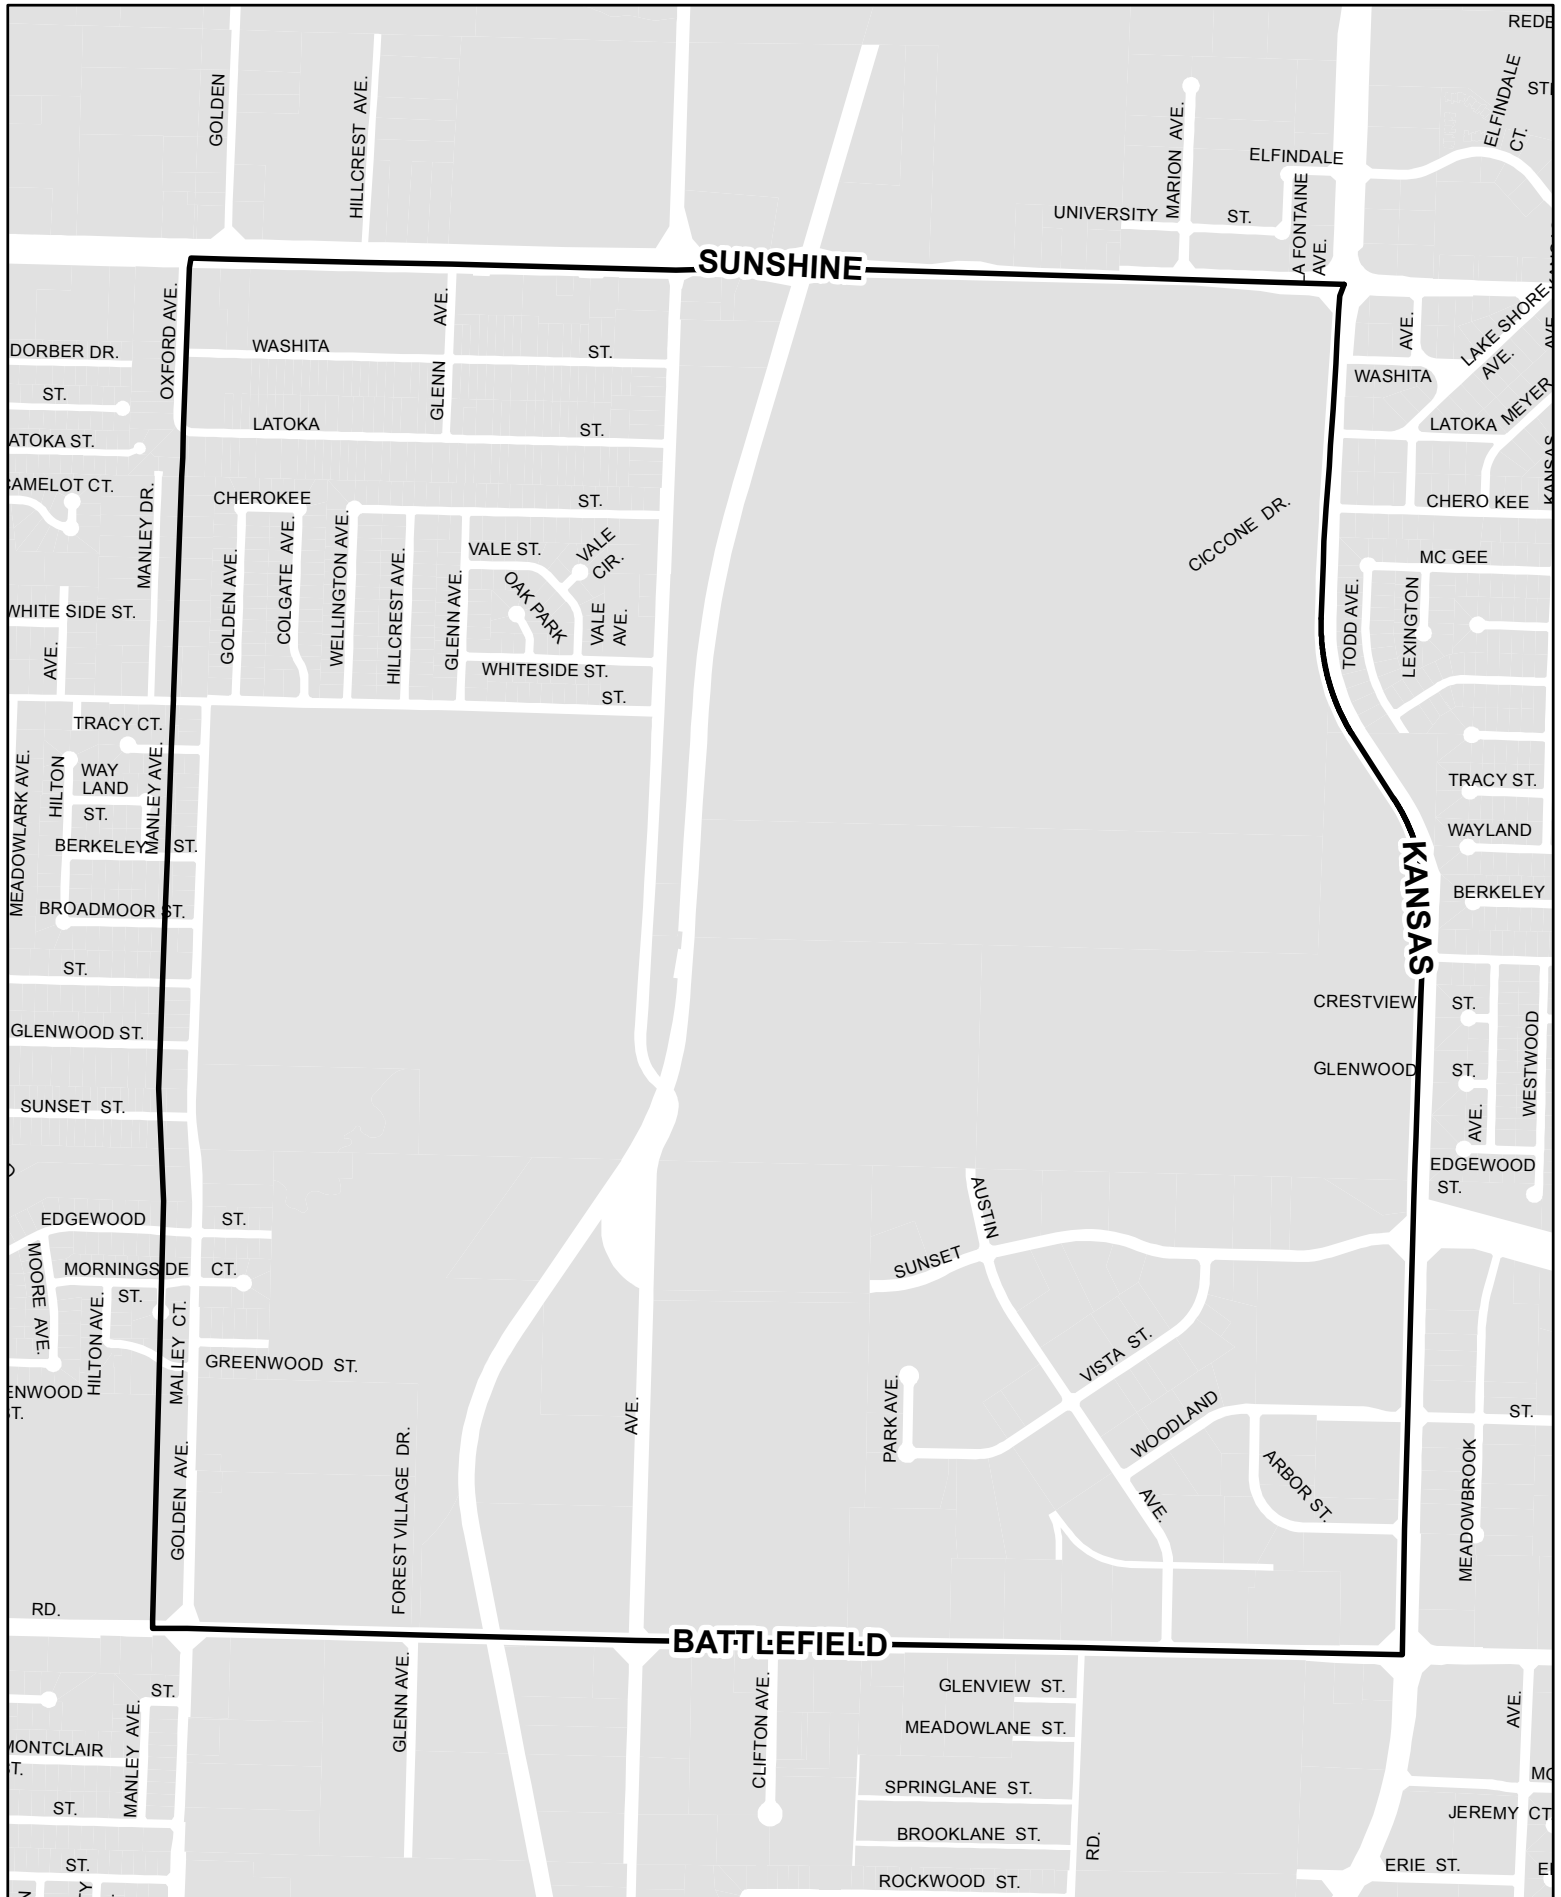 REDE
ELFINDALE
CT.
ST
GOLDEN
HILLCREST AVE.
MARION AVE.
ELFINDALE
LA FONTAINE
AVE.
UNIVERSITY ST.
SUNSHINE
OXFORD AVE.
AVE.
GLENN
LAKE SHORE
AVE.
AVE.
AVE
DORBER DR.
WASHITA ST.
WASHITA
ST.
MEYER
LATOKA ST.
LATOKA
ATOKA ST.
KANSAS
CAMELOT CT.
CHEROKEE ST.
CHERO KEE
MANLEY DR.
CICCONE DR.
VALE ST.
VALE
CIR.
OAK PARK
VALE
AVE.
MC GEE
GOLDEN AVE.
COLGATE AVE.
WELLINGTON AVE.
HILLCREST AVE.
GLENN AVE.
TODD AVE.
LEXINGTON
WHITE SIDE ST.
AVE.
WHITESIDE ST.
ST.
TRACY CT.
MEADOWLARK AVE.
HILTON
WAY
LAND
ST.
MANLEY AVE.
TRACY ST.
WAYLAND
BERKELEY ST.
KANSAS
BERKELEY
BROADMOOR ST.
ST.
CRESTVIEW ST.
GLENWOOD ST.
WESTWOOD
GLENWOOD ST.
AVE.
SUNSET ST.
EDGEWOOD
ST.
AUSTIN
EDGEWOOD ST.
SUNSET
MOORE AVE.
MORNINGSIDE CT.
ST.
HILTON AVE.
MALLEY CT.
GREENWOOD ST.
VISTA ST.
ENWOOD
ST.
PARK AVE.
AVE.
WOODLAND
ST.
GOLDEN AVE.
FOREST VILLAGE DR.
ARBOR ST.
AVE.
MEADOWBROOK
RD.
BATTLEFIELD
ST.
MANLEY AVE.
GLENN AVE.
CLIFTON AVE.
GLENVIEW ST.
AVE.
MEADOWLANE ST.
MONTCLAIR
ST.
SPRINGLANE ST.
MC
ST.
JEREMY CT
BROOKLANE ST.
RD.
ST.
ERIE ST.
ROCKWOOD ST.